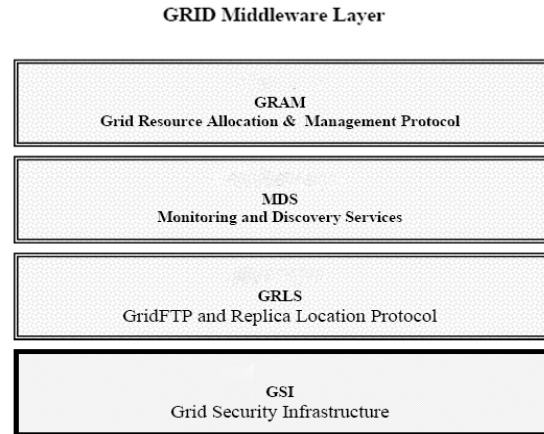 GRID Middleware Layer
GRAM
Grid Resource Allocation & Management Protocol
MDS
Monitoring and Discovery Services
GRLS
GridFTP and Replica Location Protocol
GSI
Grid Security Infrastructure